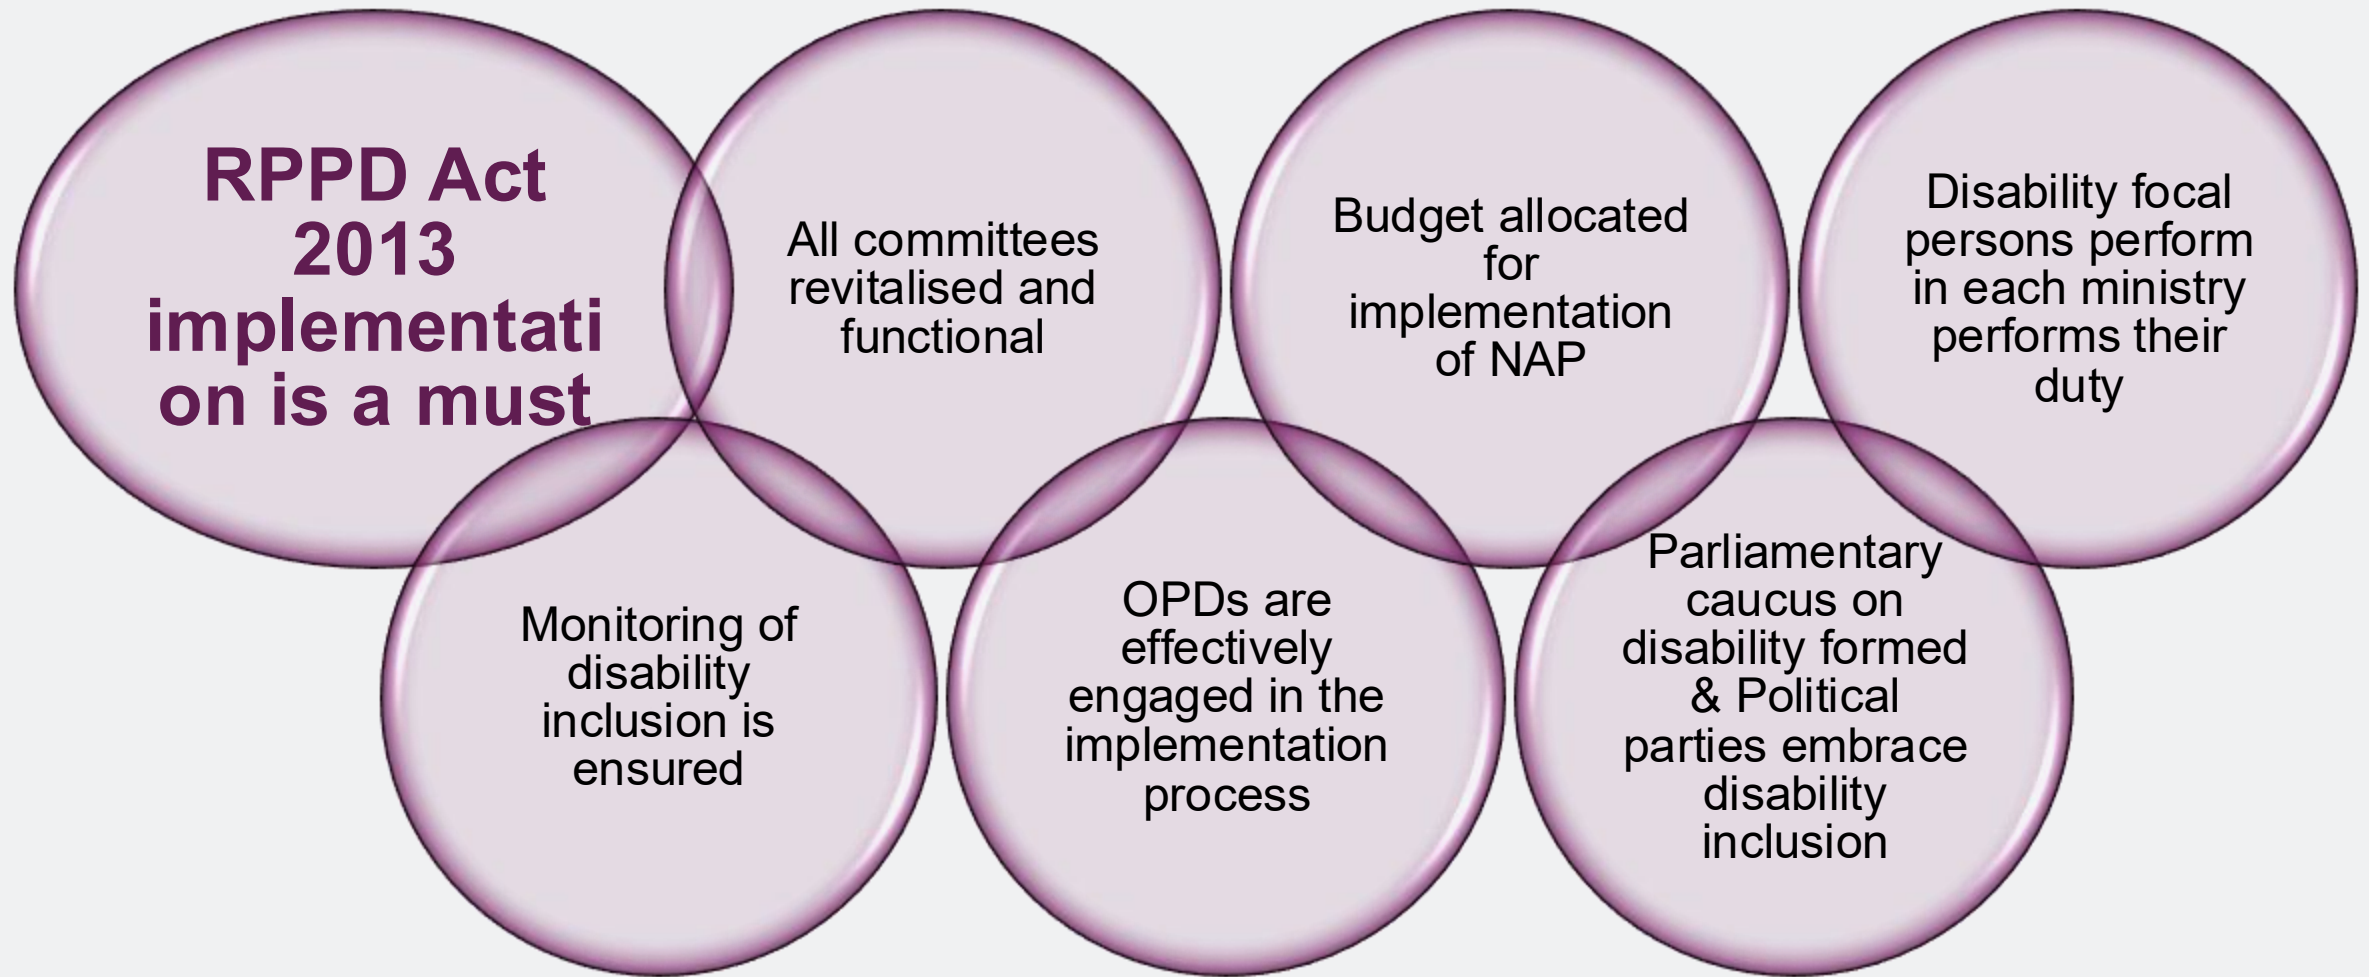 RPPD Act
2013
implementati
on is a must
All committees
revitalised and
functional
Budget allocated
for
implementation
of NAP
Disability focal
persons perform
in each ministry
performs their
duty
Monitoring of
disability
inclusion is
ensured
OPDs are
effectively
engaged in the
implementation
process
Parliamentary
caucus on
disability formed
& Political
parties embrace
disability
inclusion